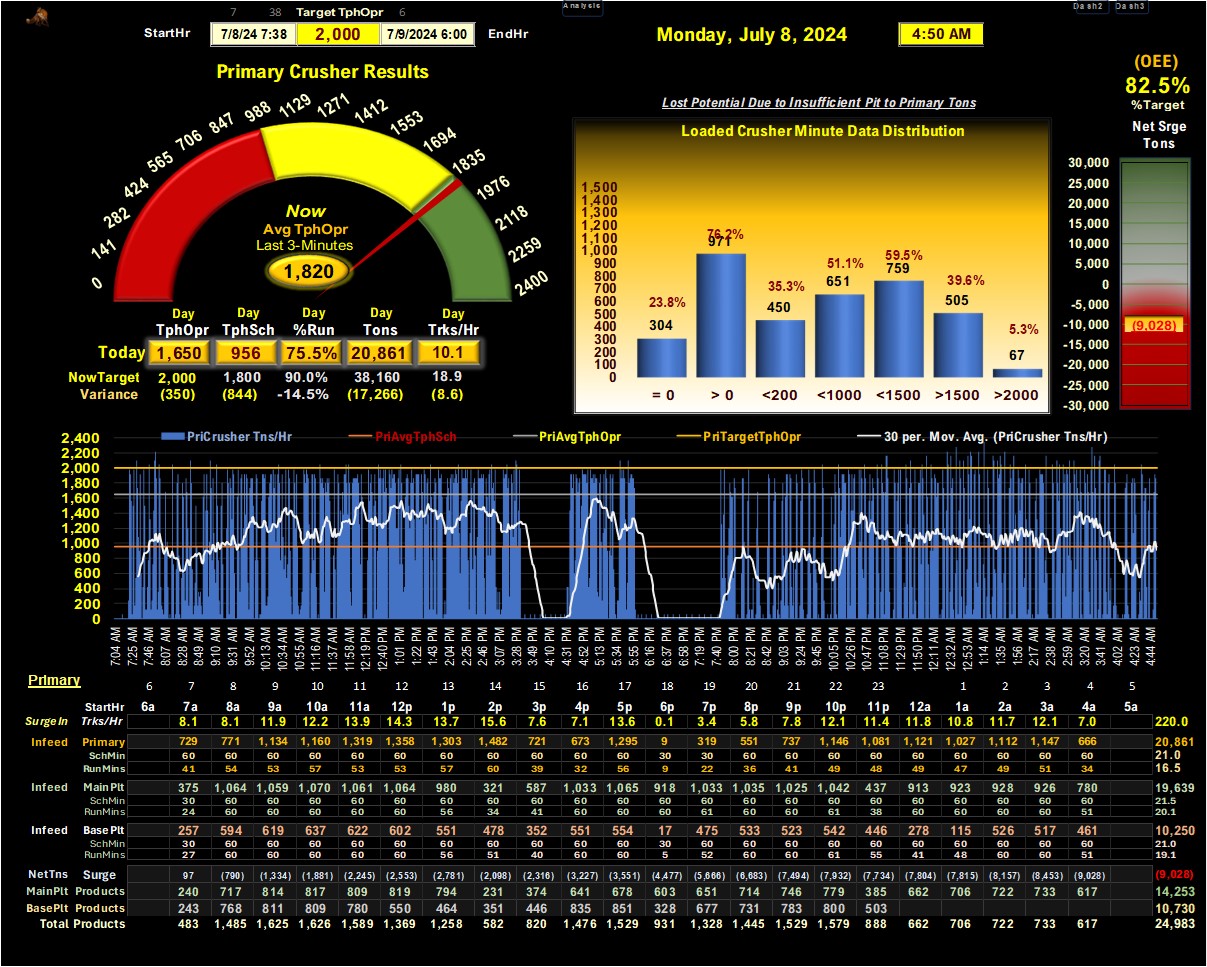 7 38 Target TphOpr 6
Analysis
Dash2 Dash3
StartHr 7/8/24 7:38 2,000 7/9/2024 6:00 EndHr
Monday, July 8, 2024
4:50 AM
Primary Crusher Results
0 141 282 424 565 706 847 988 1129 1271 1412 1553 1694 1835 1976 2118 2259 2400
Now
Avg TphOpr
Last 3-Minutes
1,820
Day Day Day Day Day
TphOpr TphSch %Run Tons Trks/Hr
Today 1,650 956 75.5% 20,861 10.1
NowTarget 2,000 1,800 90.0% 38,160 18.9
Variance (350) (844) -14.5% (17,266) (8.6)
Lost Potential Due to Insufficient Pit to Primary Tons
Loaded Crusher Minute Data Distribution
1,500
1,400
1,300
1,200
1,100
1,000
900
800
700
600
500
400
300
200
100
0
23.8% 76.2% 35.3% 51.1% 59.5% 39.6% 5.3%
304 971 450 651 759 505 67
= 0 > 0 <200 <1000 <1500 >1500 >2000
(OEE)
82.5%
%Target
Net Srge
Tons
30,000
25,000
20,000
15,000
10,000
5,000
0
-5,000
-10,000
-15,000
-20,000
-25,000
-30,000
(9,028)
PriCrusher Tns/Hr PriAvgTphSch PriAvgTphOpr PriTargetTphOpr 30 per. Mov. Avg. (PriCrusher Tns/Hr)
2,400
2,200
2,000
1,800
1,600
1,400
1,200
1,000
800
600
400
200
0
7:04 AM 7:25 AM 7:46 AM 8:07 AM 8:28 AM 8:49 AM 9:10 AM 9:31 AM 9:52 AM 10:13 AM 10:34 AM 10:55 AM 11:16 AM 11:37 AM 11:58 AM 12:19 PM 12:40 PM 1:01 PM 1:22 PM 1:43 PM 2:04 PM 2:25 PM 2:46 PM 3:07 PM 3:28 PM 3:49 PM 4:10 PM 4:31 PM 4:52 PM 5:13 PM 5:34 PM 5:55 PM 6:16 PM 6:37 PM 6:58 PM 7:19 PM 7:40 PM 8:00 PM 8:21 PM 8:42 PM 9:03 PM 9:24 PM 9:45 PM 10:05 PM 10:26 PM 10:47 PM 11:08 PM 11:29 PM 11:50 PM 12:11 AM 12:32 AM 12:53 AM 1:14 AM 1:35 AM 1:56 AM 2:17 AM 2:38 AM 2:59 AM 3:20 AM 3:41 AM 4:02 AM 4:23 AM 4:44 AM
Primary
6 7 8 9 10 11 12 13 14 15 16 17 18 19 20 21 22 23 1 2 3 4 5
StartHr 6a 7a 8a 9a 10a 11a 12p 1p 2p 3p 4p 5p 6p 7p 8p 9p 10p 11p 12a 1a 2a 3a 4a 5a
SurgeIn Trks/Hr 8.1 8.1 11.9 12.2 13.9 14.3 13.7 15.6 7.6 7.1 13.6 0.1 3.4 5.8 7.8 12.1 11.4 11.8 10.8 11.7 12.1 7.0 220.0
Infeed Primary 729 771 1,134 1,160 1,319 1,358 1,303 1,482 721 673 1,295 9 319 551 737 1,146 1,081 1,121 1,027 1,112 1,147 666 20,861
SchMin 60 60 60 60 60 60 60 60 60 60 60 30 30 60 60 60 60 60 60 60 60 60 21.0
RunMins 41 54 53 57 53 53 57 60 39 32 56 9 22 36 41 49 48 49 47 49 51 34 16.5
Infeed MainPlt 375 1,064 1,059 1,070 1,061 1,064 980 321 587 1,033 1,065 918 1,033 1,035 1,025 1,042 437 913 923 928 926 780 19,639
SchMin 30 60 60 60 60 60 60 60 60 60 60 60 60 60 60 60 60 60 60 60 60 60 21.5
RunMins 24 60 60 60 60 60 56 34 41 60 60 60 61 60 60 61 38 60 60 60 60 51 20.1
Infeed BasePlt 257 594 619 637 622 602 551 478 352 551 554 17 475 533 523 542 446 278 115 526 517 461 10,250
SchMin 30 60 60 60 60 60 60 60 60 60 60 30 60 60 60 60 60 60 60 60 60 60 21.0
RunMins 27 60 60 60 60 60 56 51 40 60 60 5 52 60 60 61 55 41 48 60 60 51 19.1
NetTns Surge 97 (790) (1,334) (1,881) (2,245) (2,553) (2,781) (2,098) (2,316) (3,227) (3,551) (4,477) (5,666) (6,683) (7,494) (7,932) (7,734) (7,804) (7,815) (8,157) (8,453) (9,028) (9,028)
MainPlt Products 240 717 814 817 809 819 794 231 374 641 678 603 651 714 746 779 385 662 706 722 733 617 14,253
BasePlt Products 243 768 811 809 780 550 464 351 446 835 851 328 677 731 783 800 503 10,730
Total Products 483 1,485 1,625 1,626 1,589 1,369 1,258 582 820 1,476 1,529 931 1,328 1,445 1,529 1,579 888 662 706 722 733 617 24,983